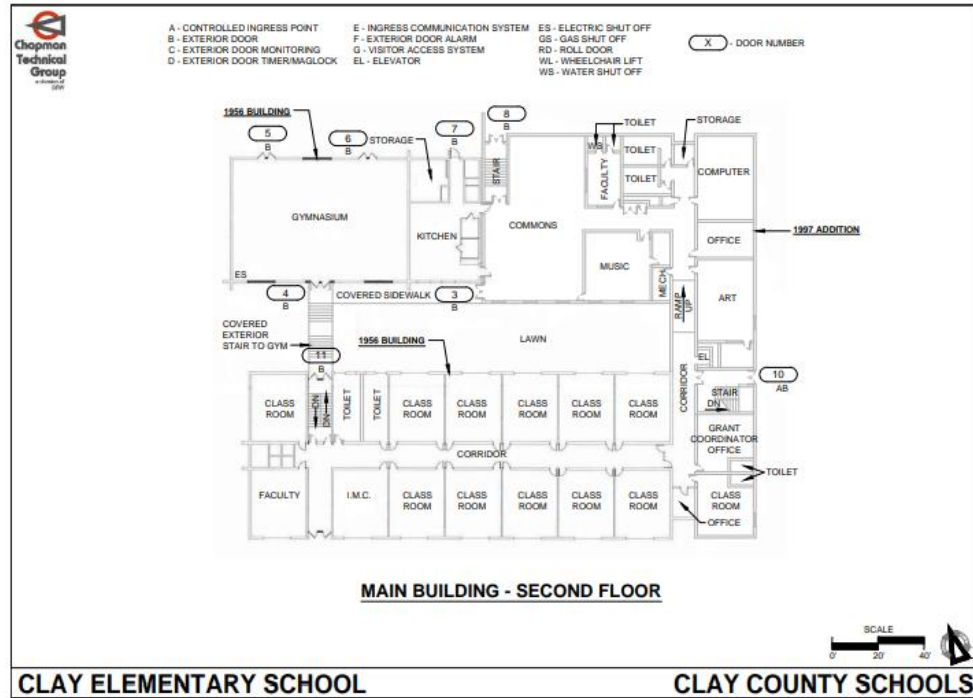 Chapman
Technical
Group
A - CONTROLLED INGRESS POINT
B - EXTERIOR DOOR
C - EXTERIOR DOOR MONITORING
D - EXTERIOR DOOR TIMER/MAGLOCK
E - INGRESS COMMUNICATION SYSTEM
F - EXTERIOR DOOR ALARM
G - VISITOR ACCESS SYSTEM
EL - ELEVATOR
ES - ELECTRIC SHUT OFF
GS - GAS SHUT OFF
RD - ROLL DOOR
WL - WHEELCHAIR LIFT
WS - WATER SHUT OFF
X - DOOR NUMBER
1956 BUILDING
5
B
6
B
STORAGE
7
B
8
B
TOILET
STORAGE
WS
TOILET
TOILET
STAIR
FACULTY
COMPUTER
GYMNASIUM
KITCHEN
COMMONS
OFFICE
1997 ADDITION
MUSIC
MECH.
ES
4
B
COVERED SIDEWALK
3
B
RAMP
UP
ART
COVERED
EXTERIOR
STAIR TO GYM
1956 BUILDING
LAWN
11
B
EL
10
AB
CORRIDOR
STAIR
DN
CLASS
ROOM
DN
DN
TOILET
TOILET
CLASS
ROOM
CLASS
ROOM
CLASS
ROOM
CLASS
ROOM
CLASS
ROOM
GRANT
COORDINATOR
OFFICE
CORRIDOR
TOILET
FACULTY
I.M.C.
CLASS
ROOM
CLASS
ROOM
CLASS
ROOM
CLASS
ROOM
CLASS
ROOM
CLASS
ROOM
OFFICE
MAIN BUILDING - SECOND FLOOR
SCALE
0' 20' 40'
CLAY ELEMENTARY SCHOOL
CLAY COUNTY SCHOOLS